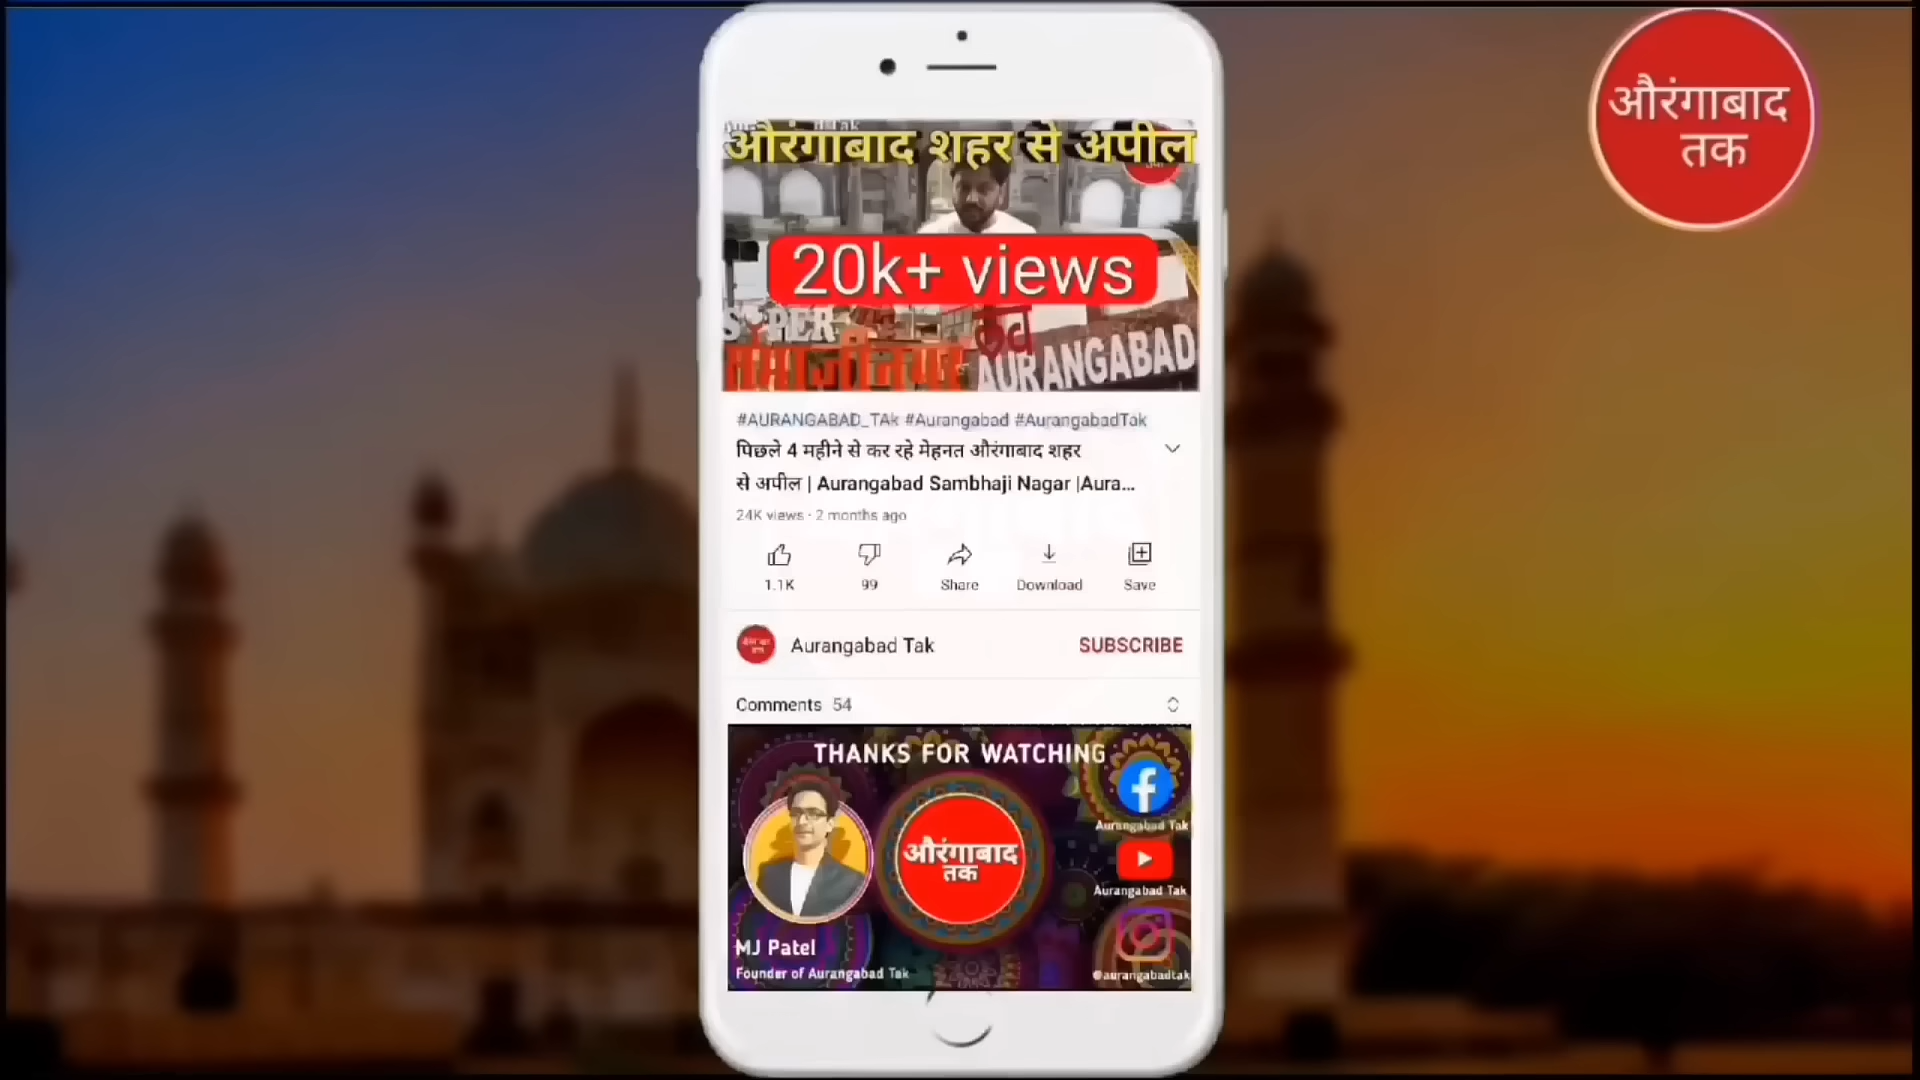 औरंगाबाद
तक
औरंगाबाद शहर से अपील
20k+ views
SUPER
संभाजीनगर
AURANGABAD
#AURANGABAD_TAk #Aurangabad #AurangabadTak
पिछले 4 महीने से कर रहे मेहनत औरंगाबाद शहर
से अपील | Aurangabad Sambhaji Nagar |Aura...
24K views · 2 months ago
1.1K
99
Share
Download
Save
Aurangabad Tak
SUBSCRIBE
Comments 54
THANKS FOR WATCHING
औरंगाबाद
तक
Aurangabad Tak
Aurangabad Tak
@aurangabadtak
MJ Patel
Founder of Aurangabad Tak